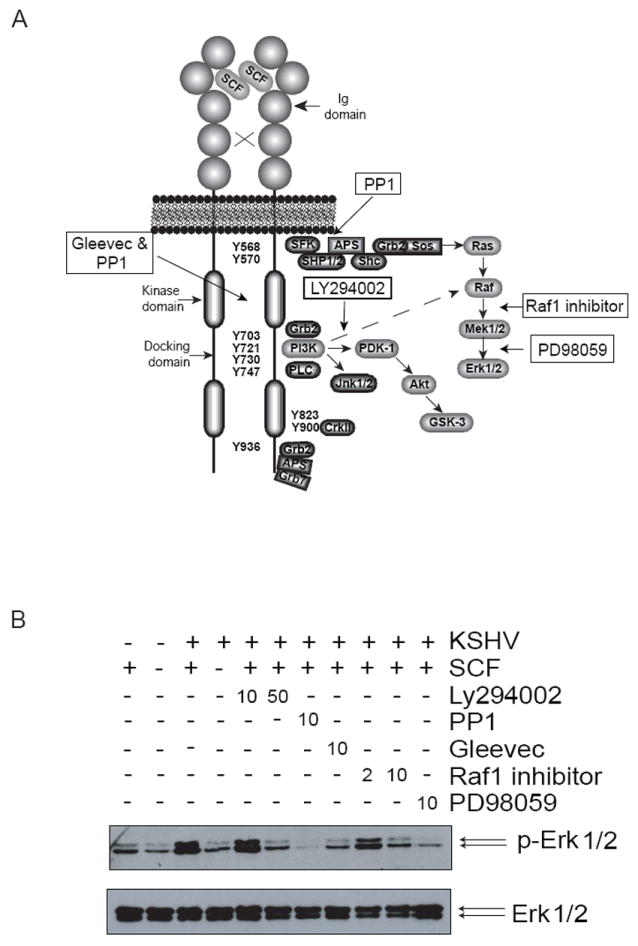 A
SCF SCF
Ig
domain
PP1
Gleevec &
PP1
Y568
Y570
SFK APS Grb2 Sos Ras
SHP1/2 Shc
LY294002
Raf
Kinase
domain
Raf1 inhibitor
Docking
domain
Y703
Y721
Y730
Y747
Grb2
Mek1/2
PI3K PDK-1
PD98059
PLC Jnk1/2 Akt Erk1/2
Y823
Y900 CrkII
GSK-3
Y936
Grb2
APS
Grb7
B
- - + + + + + + + + + KSHV
+ - + - + + + + + + + SCF
- - - - 10 50 - - - - - Ly294002
- - - - - - 10 - - - - PP1
- - - - - - - 10 - - - Gleevec
- - - - - - - - 2 10 - Raf1 inhibitor
- - - - - - - - - - 10 PD98059
p-Erk 1/2
Erk 1/2